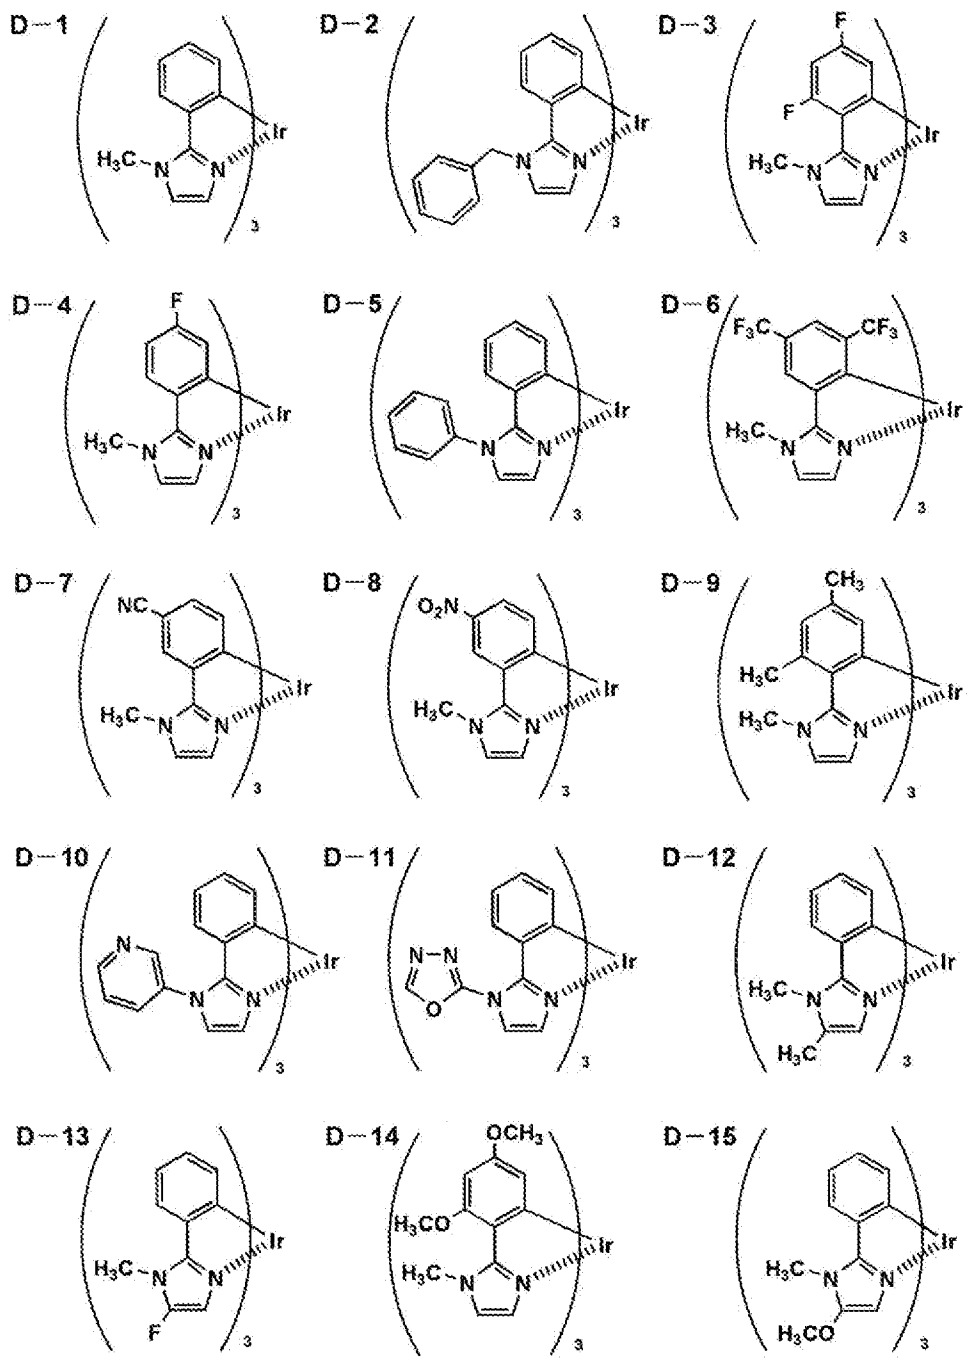 D—1 D—2 D—3
F
F
Ir Ir Ir
H₃C N N N N H₃C N N
3 3 3
D—4 D—5 D—6
F
F₃C CF₃
Ir Ir Ir
H₃C N N N N H₃C N N
3 3 3
D—7 D—8 D—9
CH₃
NC O₂N
H₃C
Ir Ir Ir
H₃C N N H₃C N N H₃C N N
3 3 3
D—10 D—11 D—12
N N N
Ir Ir Ir
N N O N N H₃C N N
H₃C
3 3 3
D—13 D—14 D—15
OCH₃
H₃CO
Ir Ir Ir
H₃C N N H₃C N N H₃C N N
F H₃CO
3 3 3